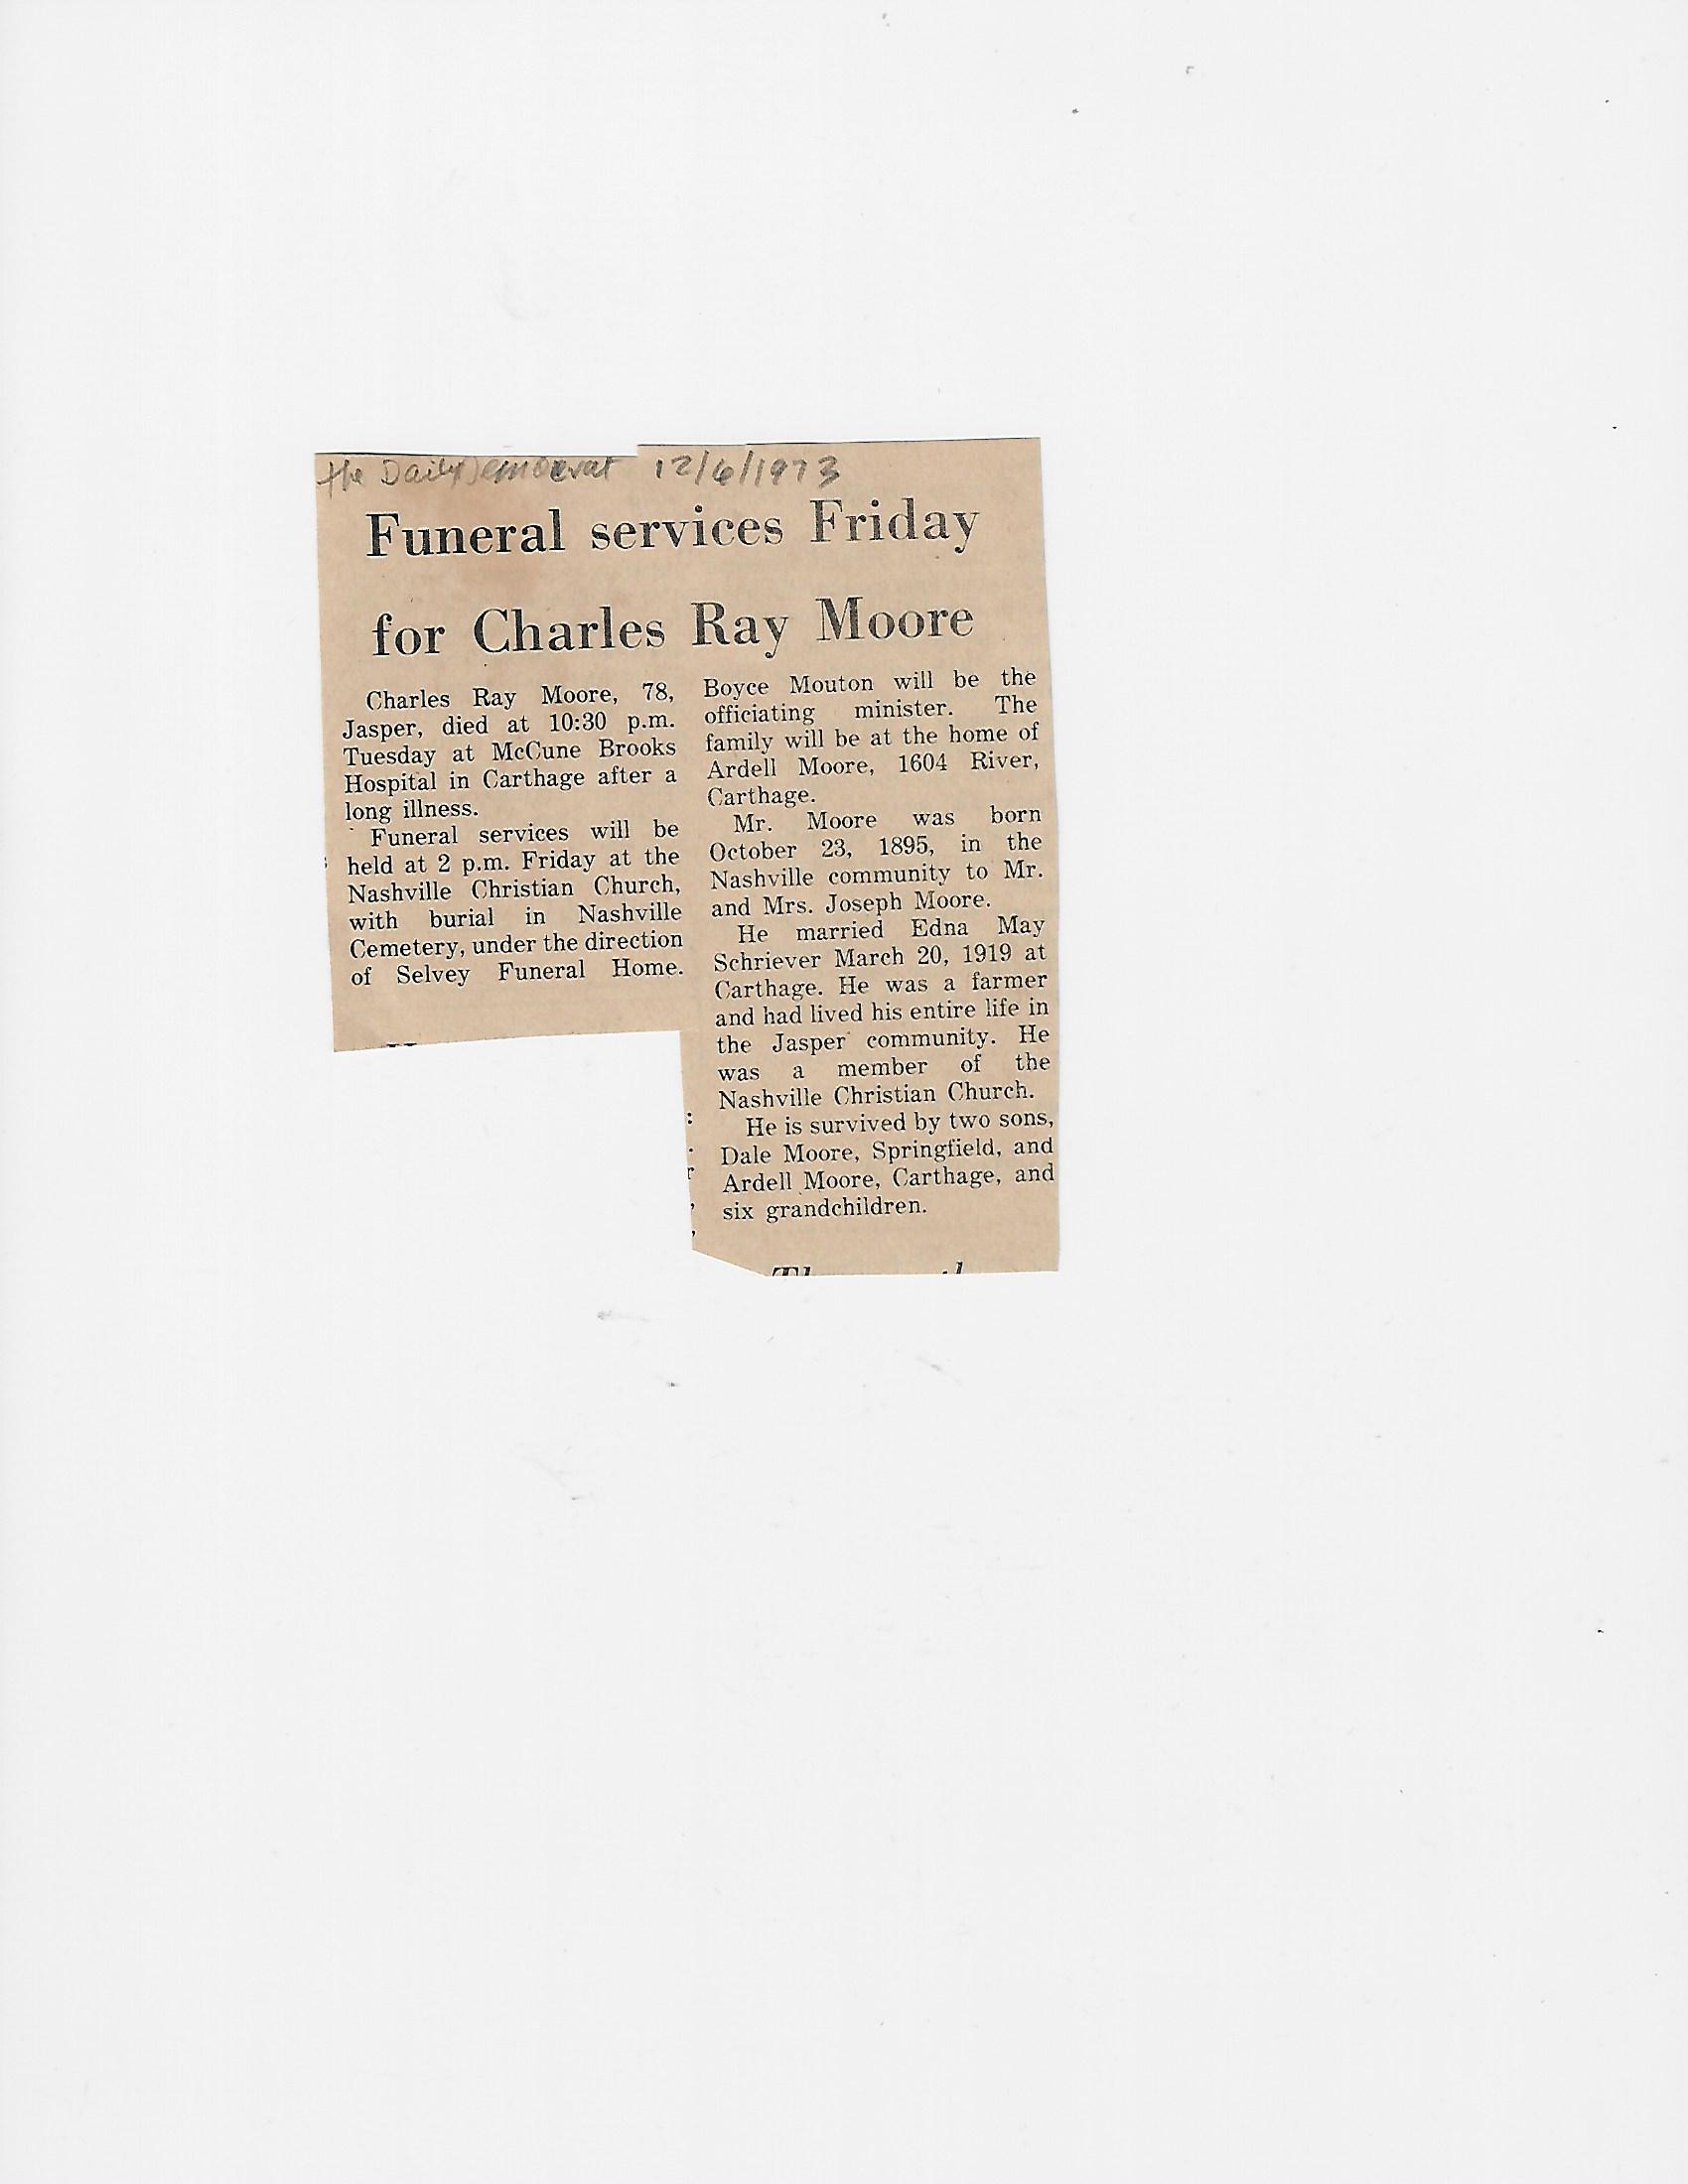 the Daily Democrat 12/6/1973
Funeral services Friday
for Charles Ray Moore
Charles Ray Moore, 78,
Jasper, died at 10:30 p.m.
Tuesday at McCune Brooks
Hospital in Carthage after a
long illness.
Funeral services will be
held at 2 p.m. Friday at the
Nashville Christian Church,
with burial in Nashville
Cemetery, under the direction
of Selvey Funeral Home.
Boyce Mouton will be the
officiating minister. The
family will be at the home of
Ardell Moore, 1604 River,
Carthage.
Mr. Moore was born
October 23, 1895, in the
Nashville community to Mr.
and Mrs. Joseph Moore.
He married Edna May
Schriever March 20, 1919 at
Carthage. He was a farmer
and had lived his entire life in
the Jasper community. He
was a member of the
Nashville Christian Church.
He is survived by two sons,
Dale Moore, Springfield, and
Ardell Moore, Carthage, and
six grandchildren.